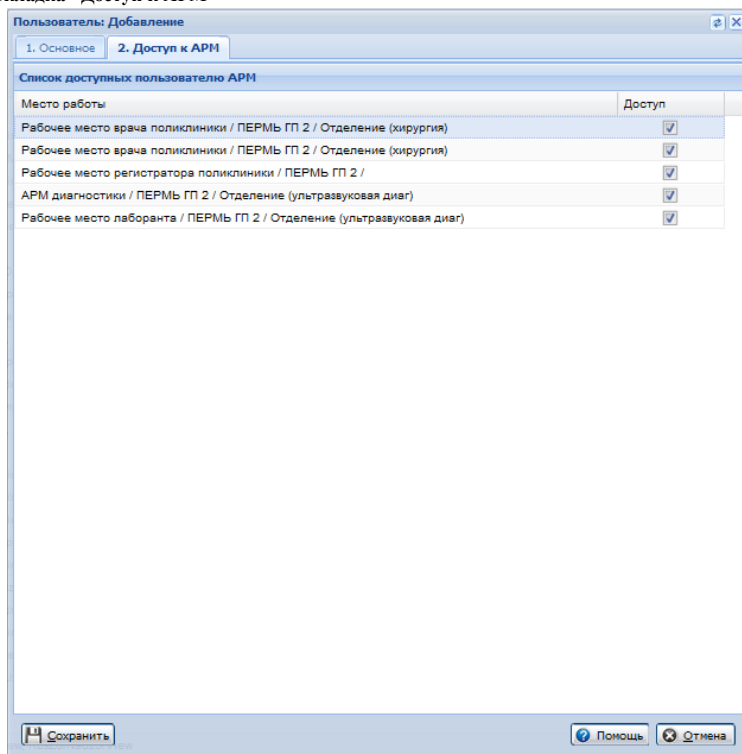 Пользователь: Добавление
1. Основное 2. Доступ к АРМ
Список доступных пользователю АРМ
Место работы Доступ
Рабочее место врача поликлиники / ПЕРМЬ ГП 2 / Отделение (хирургия)
Рабочее место врача поликлиники / ПЕРМЬ ГП 2 / Отделение (хирургия)
Рабочее место регистратора поликлиники / ПЕРМЬ ГП 2 /
АРМ диагностики / ПЕРМЬ ГП 2 / Отделение (ультразвуковая диаг)
Рабочее место лаборанта / ПЕРМЬ ГП 2 / Отделение (ультразвуковая диаг)
Сохранить Помощь Отмена